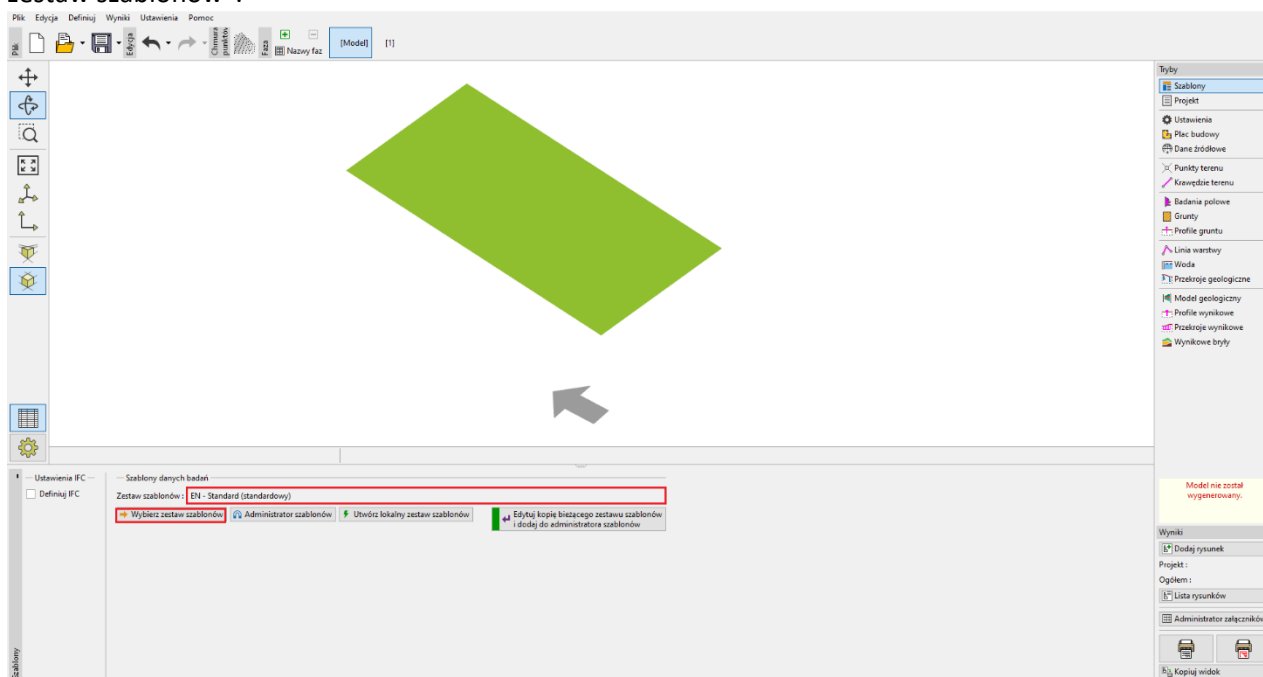 zestaw szablonów".
Plik Edycja Definiuj Wyniki Ustawienia Pomoc
Plik
Edycja
Chmura punktów
Faza
Nazwy faz
[Model] [1]
Tryby
Szablony
Projekt
Ustawienia
Plac budowy
Dane źródłowe
Punkty terenu
Krawędzie terenu
Badania polowe
Grunty
Profile gruntu
Linia warstwy
Woda
Przekroje geologiczne
Model geologiczny
Profile wynikowe
Przekroje wynikowe
Wynikowe bryły
Ustawienia IFC
Definiuj IFC
Szablony danych badań
Zestaw szablonów : EN - Standard (standardowy)
Wybierz zestaw szablonów Administrator szablonów Utwórz lokalny zestaw szablonów
Edytuj kopię bieżącego zestawu szablonów
i dodaj do administratora szablonów
Szablony
Model nie został
wygenerowany.
Wyniki
Dodaj rysunek
Projekt :
Ogółem :
Lista rysunków
Administrator załączników
Kopiuj widok